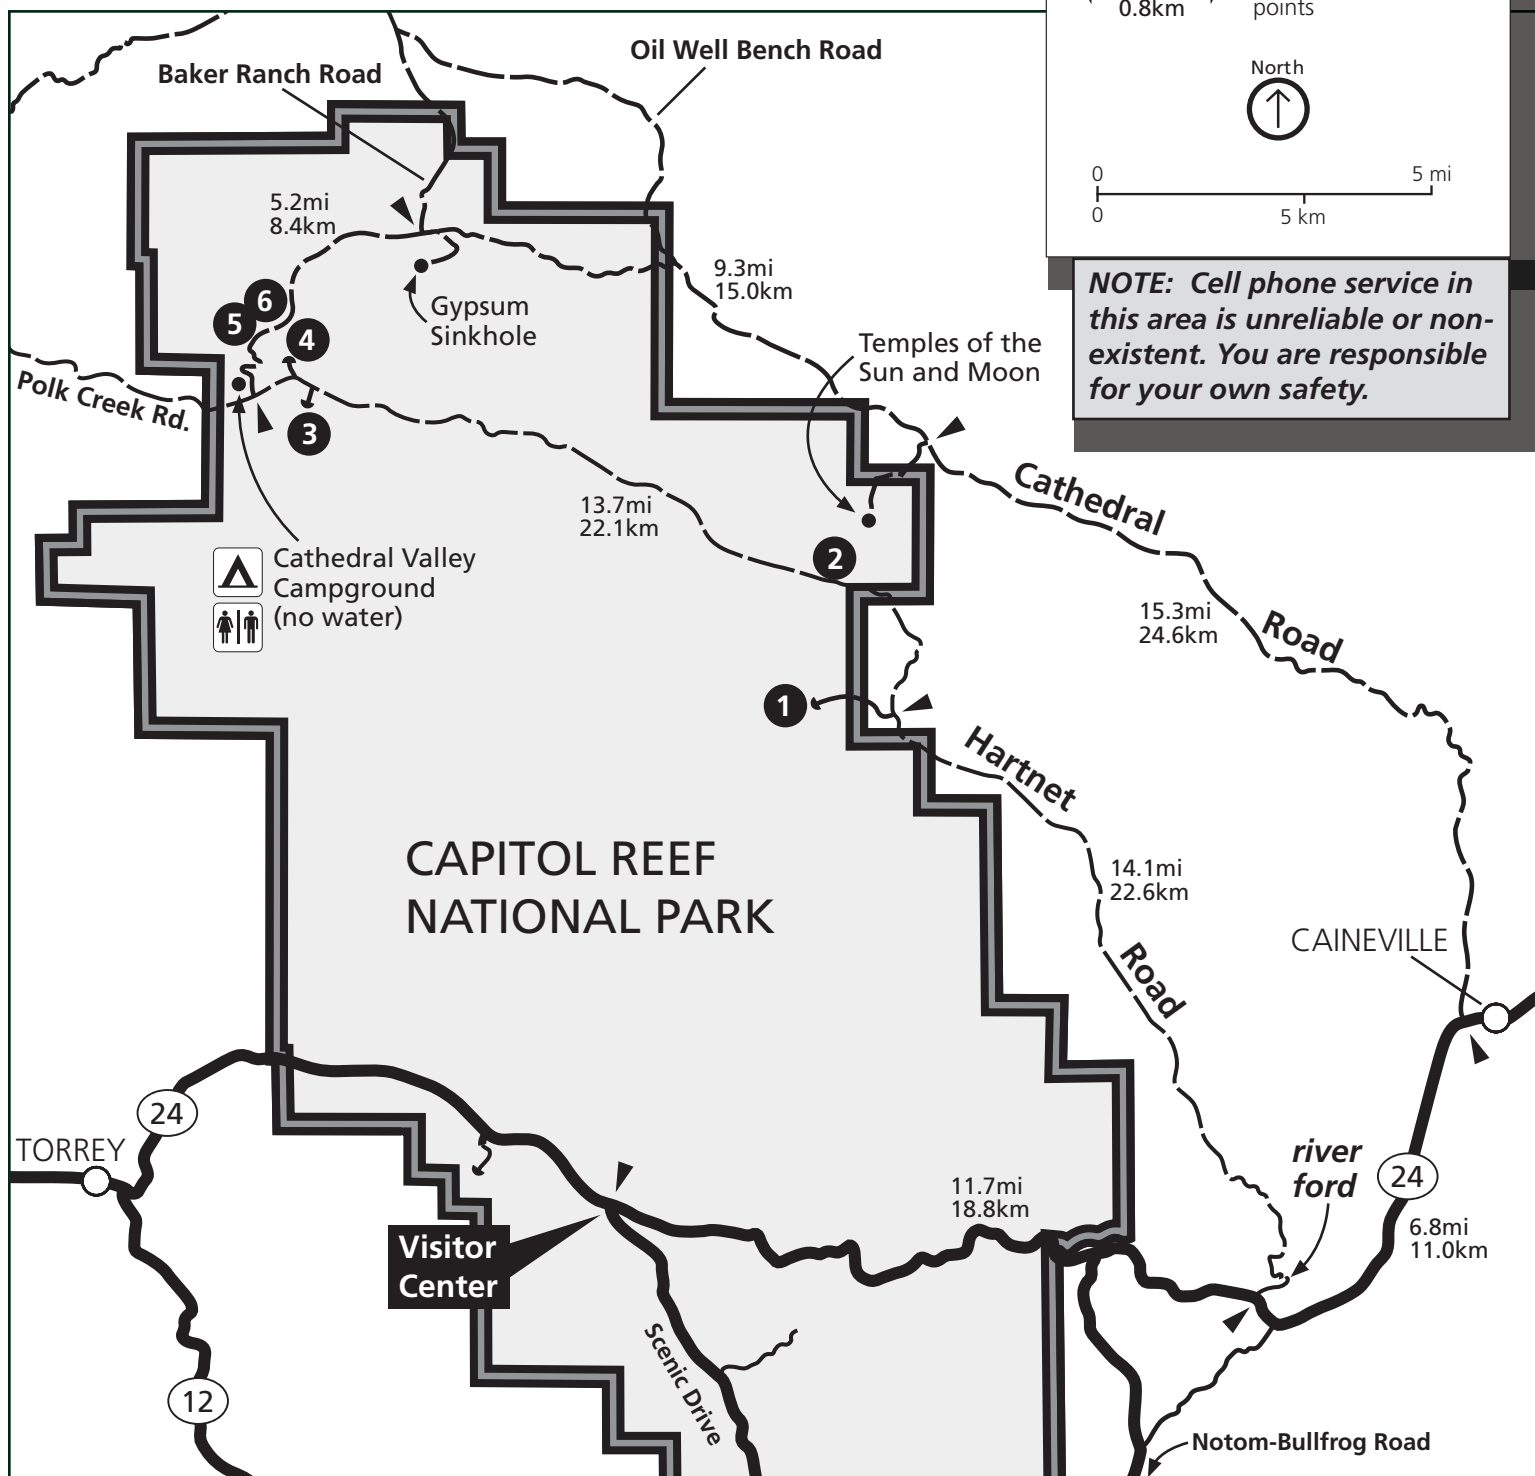 0.8km
points
Oil Well Bench Road
Baker Ranch Road
North
0
5 mi
0
5 km
5.2mi
8.4km
9.3mi
15.0km
NOTE: Cell phone service in
this area is unreliable or non-
existent. You are responsible
for your own safety.
6
5
4
Gypsum
Sinkhole
Temples of the
Sun and Moon
Polk Creek Rd.
3
Cathedral
13.7mi
22.1km
2
Cathedral Valley
Campground
(no water)
15.3mi
24.6km
Road
1
Hartnet
CAPITOL REEF
NATIONAL PARK
14.1mi
22.6km
CAINEVILLE
Road
24
TORREY
river
ford
24
11.7mi
18.8km
6.8mi
11.0km
Visitor
Center
Scenic Drive
12
Notom-Bullfrog Road